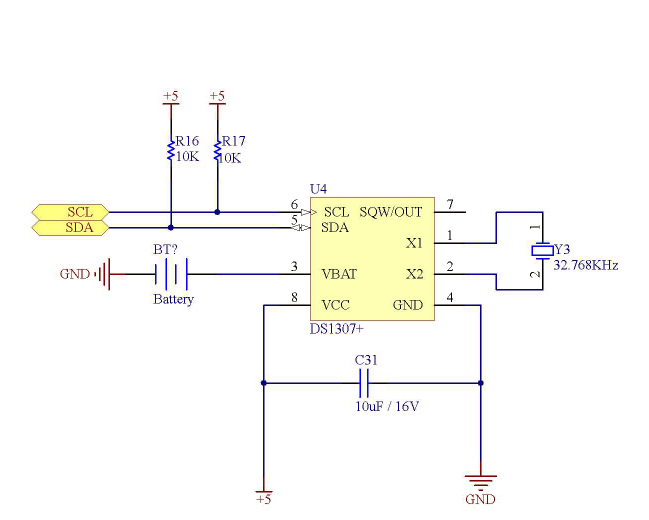 +5 +5
R16 R17
10K 10K
U4
SCL 6 SCL SQW/OUT 7
SDA 5 SDA
X1 1
1
Y3
32.768KHz
2
BT?
GND 3 VBAT X2 2
Battery 8 VCC GND 4
DS1307+
C31
10uF / 16V
+5 GND